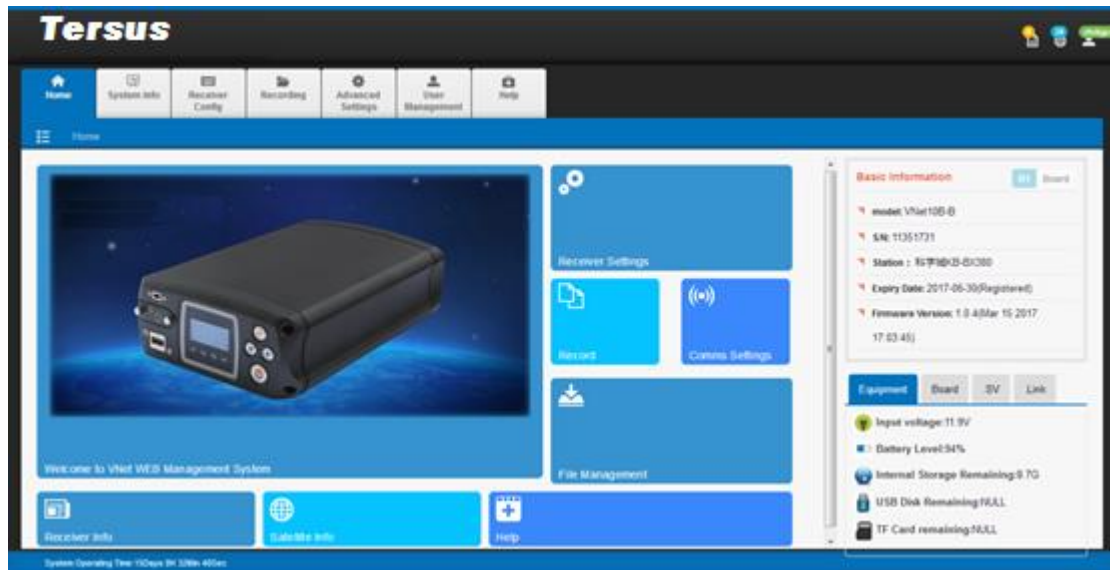 Tersus
Home
System Info
Receiver
Config
Recording
Advanced
Settings
User
Management
Help
Home
Receiver Settings
Record
Comms Settings
File Management
Welcome to VNet WEB Management System
Receiver Info
Satellite Info
Help
Basic Information
Board
model: VNet10B-B
S/N: 11351731
Station :
Expiry Date: 2017-06-30(Registered)
Firmware Version: 1.0.4(Mar 15 2017
17:03:45)
Equipment Board SV Link
Input voltage:11.9V
Battery Level:94%
Internal Storage Remaining:9.7G
USB Disk Remaining:NULL
TF Card remaining:NULL
System Operating Time: